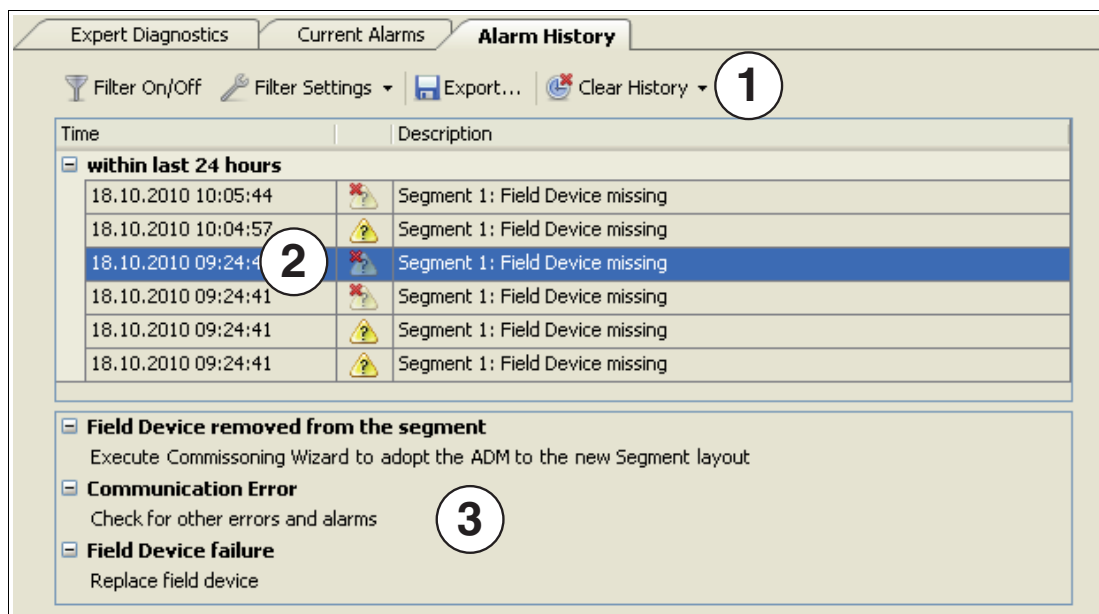 Expert Diagnostics Current Alarms Alarm History
Filter On/Off Filter Settings Export... Clear History 1
Time Description
within last 24 hours
18.10.2010 10:05:44 Segment 1: Field Device missing
18.10.2010 10:04:57 Segment 1: Field Device missing
18.10.2010 09:24:4 2 Segment 1: Field Device missing
18.10.2010 09:24:41 Segment 1: Field Device missing
18.10.2010 09:24:41 Segment 1: Field Device missing
18.10.2010 09:24:41 Segment 1: Field Device missing
Field Device removed from the segment
Execute Commissoning Wizard to adopt the ADM to the new Segment layout
Communication Error
Check for other errors and alarms 3
Field Device failure
Replace field device